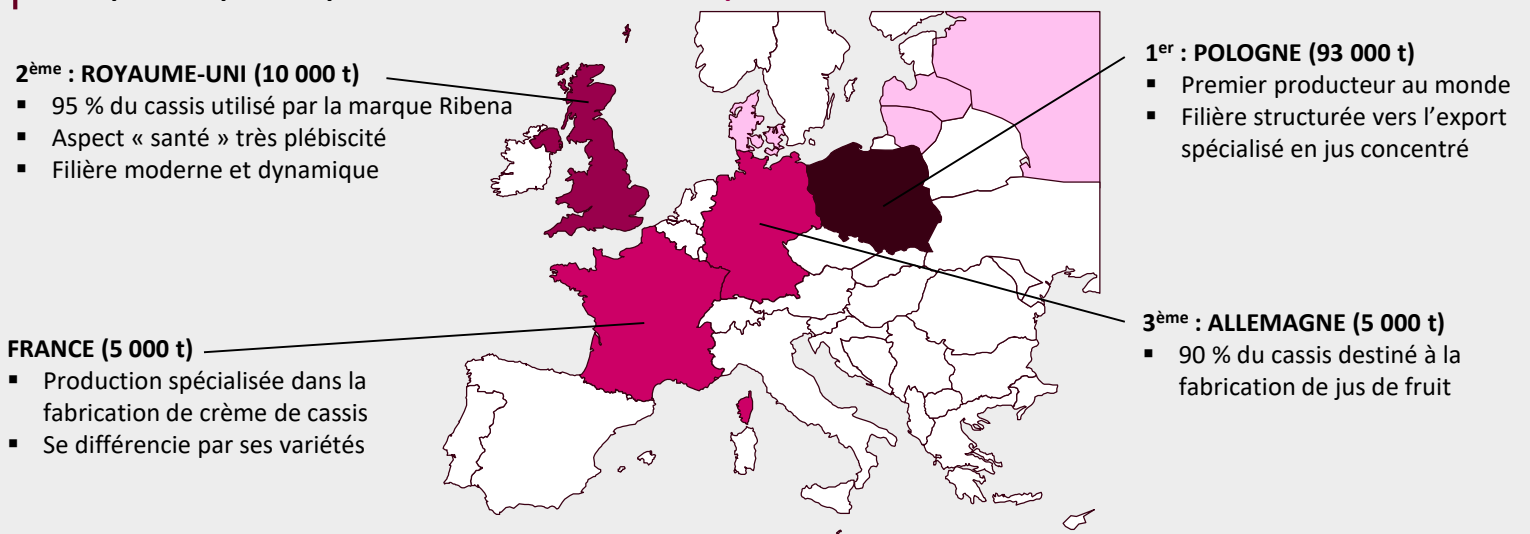 2ème : ROYAUME-UNI (10 000 t)
▪ 95 % du cassis utilisé par la marque Ribena
▪ Aspect « santé » très plébiscité
▪ Filière moderne et dynamique
1er : POLOGNE (93 000 t)
▪ Premier producteur au monde
▪ Filière structurée vers l’export
spécialisé en jus concentré
FRANCE (5 000 t)
▪ Production spécialisée dans la
fabrication de crème de cassis
▪ Se différencie par ses variétés
3ème : ALLEMAGNE (5 000 t)
▪ 90 % du cassis destiné à la
fabrication de jus de fruit